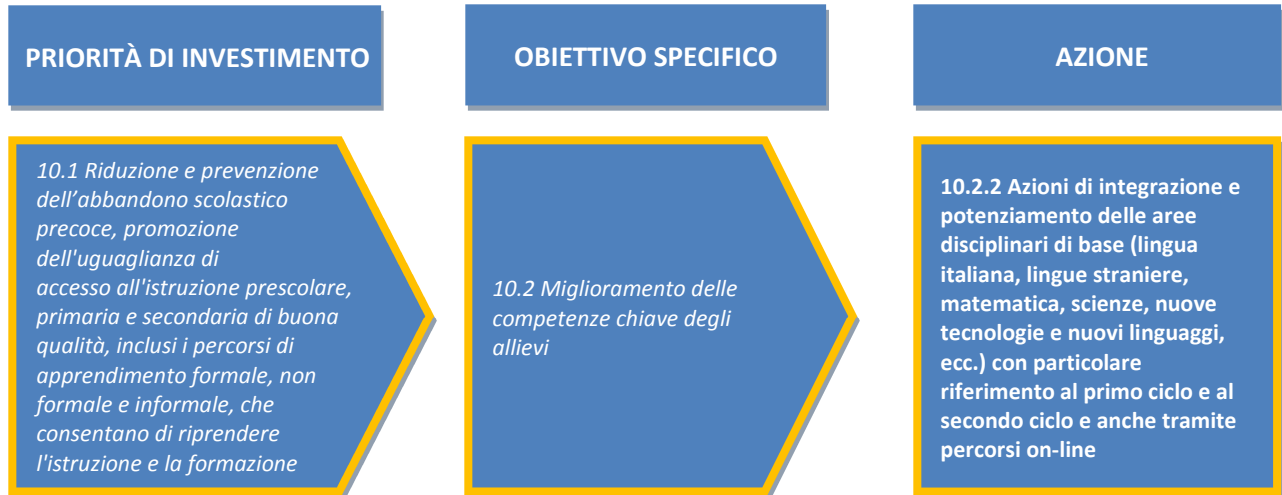 PRIORITÀ DI INVESTIMENTO
OBIETTIVO SPECIFICO
AZIONE
10.1 Riduzione e prevenzione
dell’abbandono scolastico
precoce, promozione
dell'uguaglianza di
accesso all'istruzione prescolare,
primaria e secondaria di buona
qualità, inclusi i percorsi di
apprendimento formale, non
formale e informale, che
consentano di riprendere
l'istruzione e la formazione
10.2 Miglioramento delle
competenze chiave degli
allievi
10.2.2 Azioni di integrazione e
potenziamento delle aree
disciplinari di base (lingua
italiana, lingue straniere,
matematica, scienze, nuove
tecnologie e nuovi linguaggi,
ecc.) con particolare
riferimento al primo ciclo e al
secondo ciclo e anche tramite
percorsi on-line